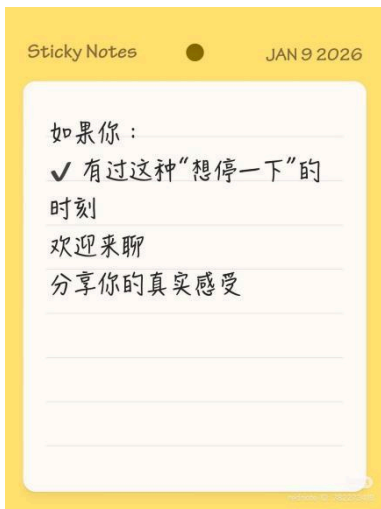 Sticky Notes
JAN 9 2026
如果你：
✓ 有过这种“想停一下”的
时刻
欢迎来聊
分享你的真实感受